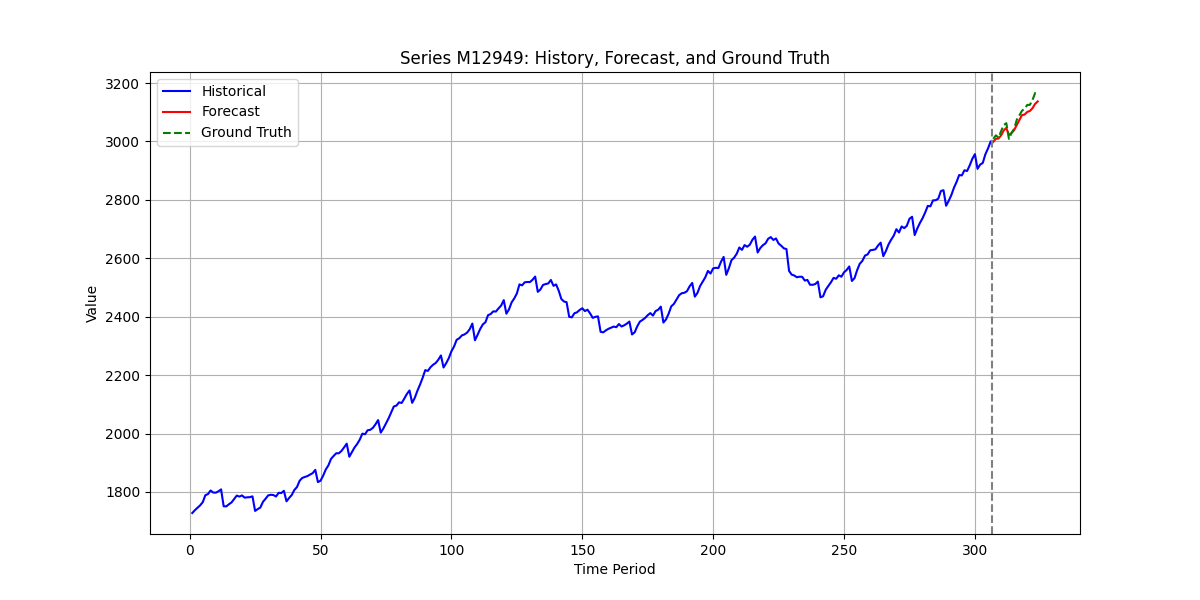 Series M12949: History, Forecast, and Ground Truth
Historical
Forecast
Ground Truth
Value
3200
3000
2800
2600
2400
2200
2000
1800
0 50 100 150 200 250 300
Time Period